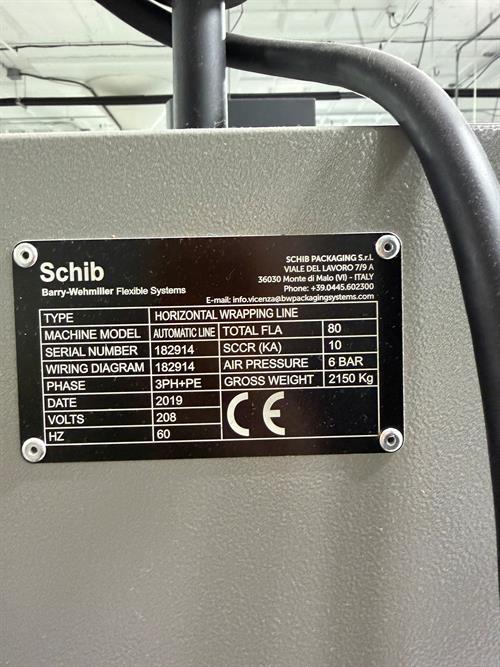 Schib
Barry-Wehmiller Flexible Systems
SCHIB PACKAGING S.r.l.
VIALE DEL LAVORO 7/9 A
36030 Monte di Malo (VI) - ITALY
Phone: +39.0445.602300
E-mail: info.vicenza@bwpackagingsystems.com
TYPE HORIZONTAL WRAPPING LINE
MACHINE MODEL AUTOMATIC LINE TOTAL FLA 80
SERIAL NUMBER 182914 SCCR (KA) 10
WIRING DIAGRAM 182914 AIR PRESSURE 6 BAR
PHASE 3PH+PE GROSS WEIGHT 2150 Kg
DATE 2019
VOLTS 208
HZ 60
CE